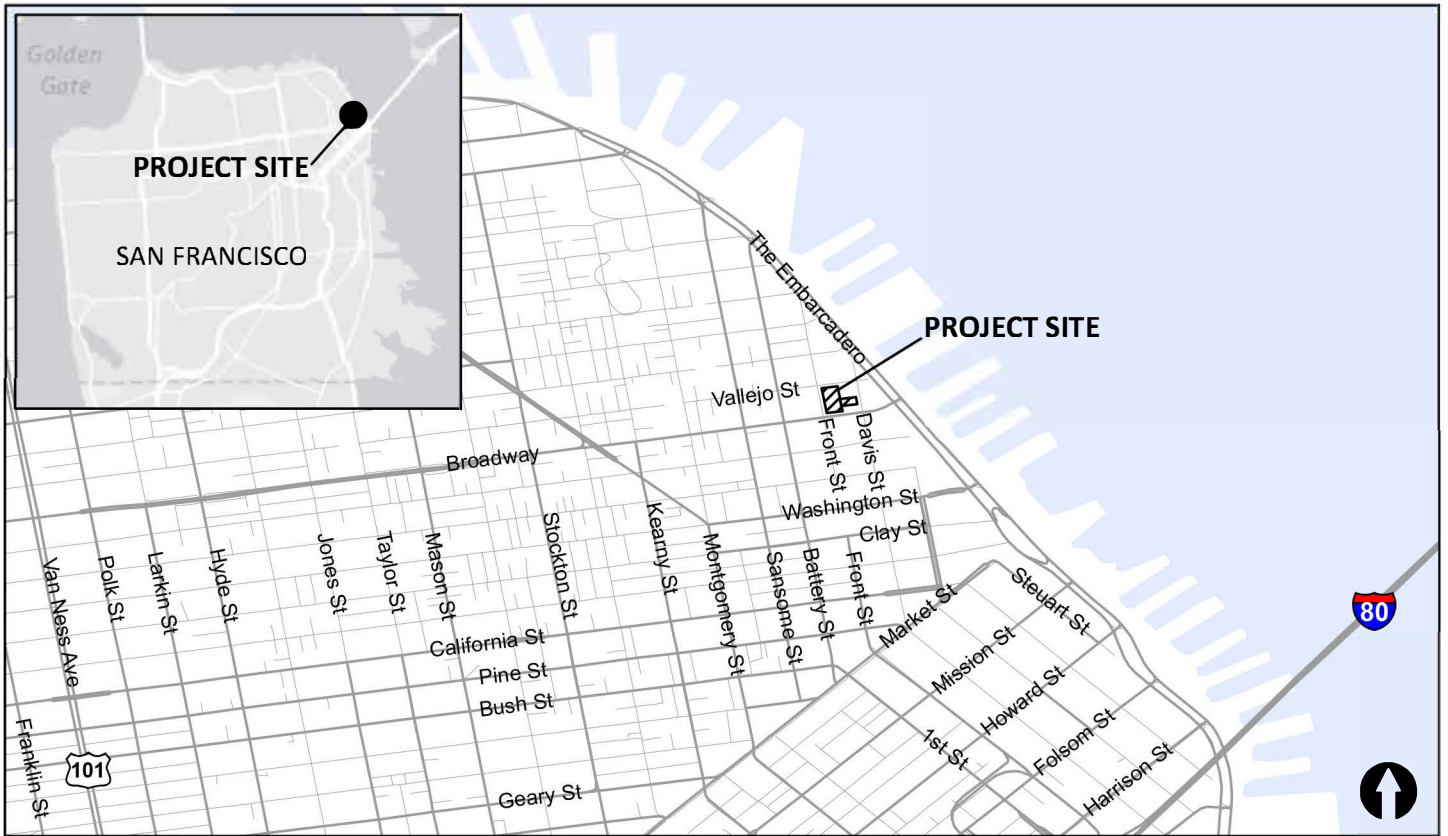 Golden
Gate
PROJECT SITE
SAN FRANCISCO
The Embarcadero
PROJECT SITE
Vallejo St
Front St
Davis St
Broadway
Washington St
Clay St
Van Ness Ave
Polk St
Larkin St
Hyde St
Jones St
Taylor St
Mason St
Stockton St
Kearny St
Montgomery St
Sansome St
Battery St
Front St
Market St
Steuart St
80
California St
Mission St
Pine St
Howard St
Bush St
Franklin St
101
1st St
Folsom St
Harrison St
Geary St